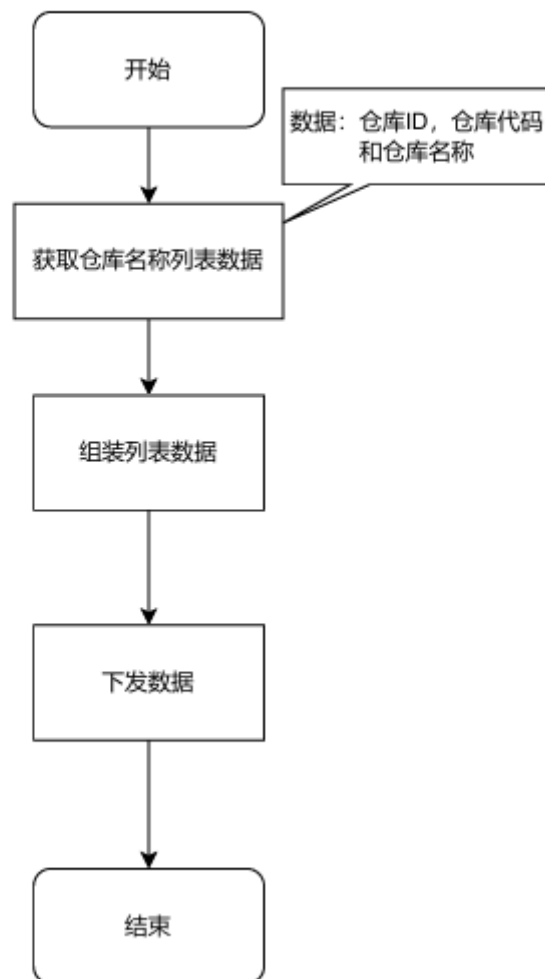 开始
数据：仓库ID，仓库代码
和仓库名称
获取仓库名称列表数据
组装列表数据
下发数据
结束